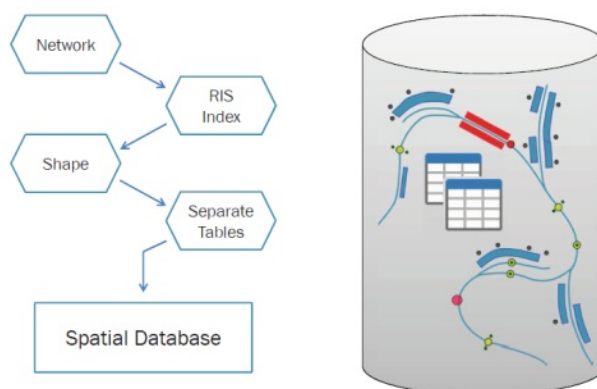 Network
RIS
Index
Shape
Separate
Tables
Spatial Database